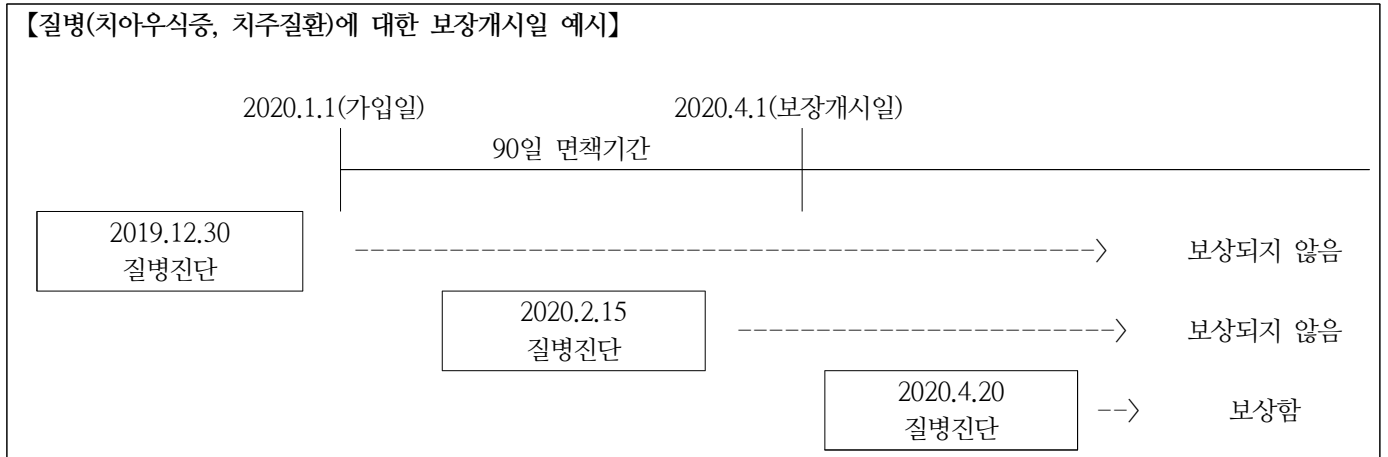 【질병(치아우식증, 치주질환)에 대한 보장개시일 예시】
2020.1.1(가입일)
2020.4.1(보장개시일)
90일 면책기간
2019.12.30
질병진단
보상되지 않음
2020.2.15
질병진단
보상되지 않음
2020.4.20
질병진단
보상함